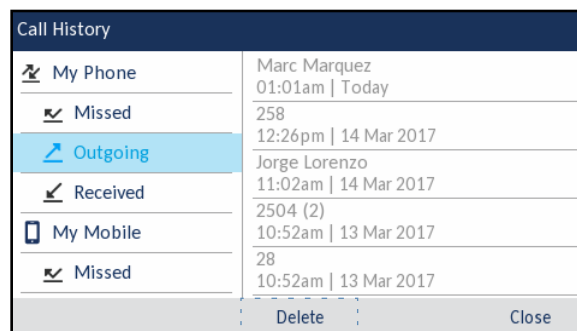 Call History
My Phone
Missed
Outgoing
Received
My Mobile
Missed
Marc Marquez
01:01am | Today
258
12:26pm | 14 Mar 2017
Jorge Lorenzo
11:02am | 14 Mar 2017
2504 (2)
10:52am | 13 Mar 2017
28
10:52am | 13 Mar 2017
Delete
Close